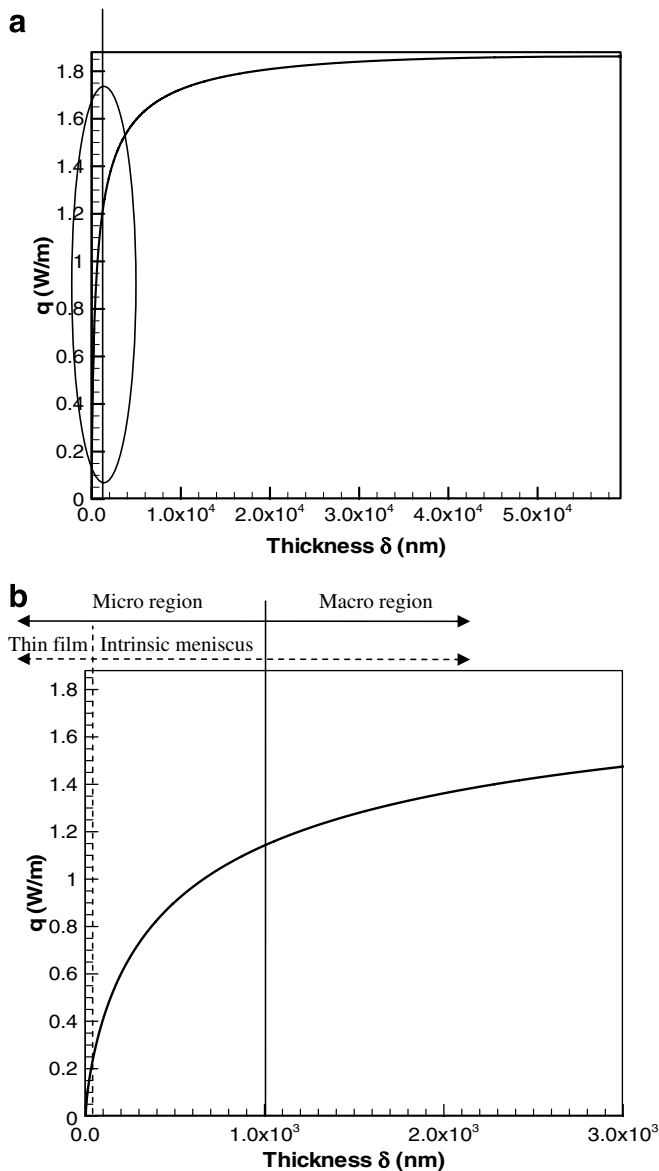 a
1.8
1.6
1.4
1.2
1
0.8
0.6
0.4
0.2
0
q (W/m)
0.0 1.0x10⁴ 2.0x10⁴ 3.0x10⁴ 4.0x10⁴ 5.0x10⁴
Thickness δ (nm)
b
Micro region Macro region
Thin film Intrinsic meniscus
1.8
1.6
1.4
1.2
1
0.8
0.6
0.4
0.2
0
q (W/m)
0.0 1.0x10³ 2.0x10³ 3.0x10³
Thickness δ (nm)